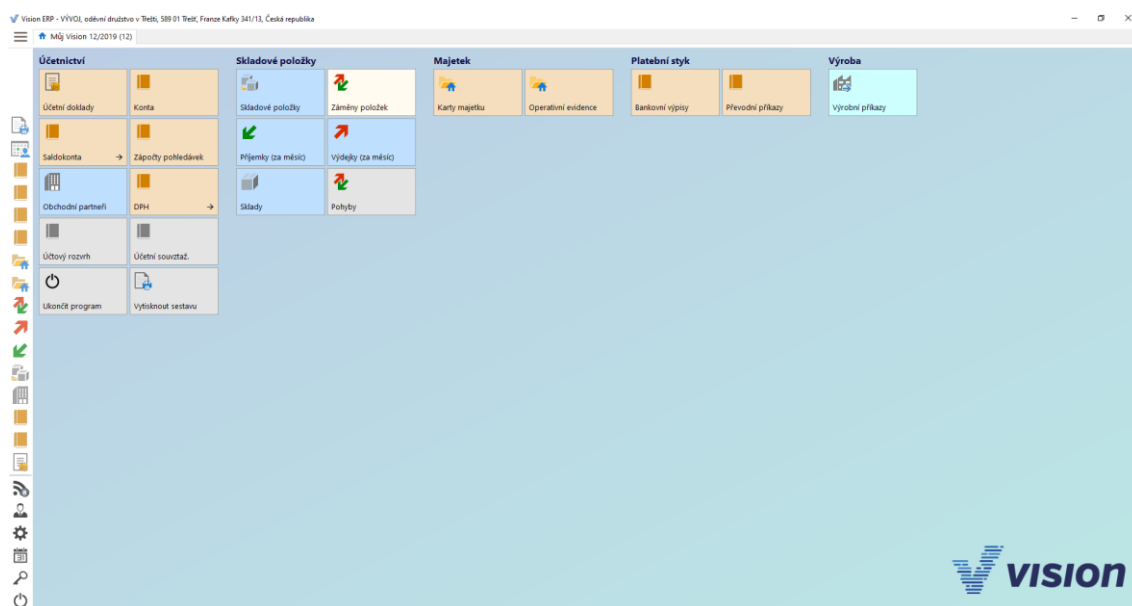 Vision ERP - VÝVOJ, oděvní družstvo v Třešti, 589 01 Třešť, Franze Kafky 341/13, Česká republika
Můj Vision 12/2019 (12)
Účetnictví
Skladové položky
Majetek
Platební styk
Výroba
Účetní doklady
Konta
Skladové položky
Záměny položek
Karty majetku
Operativní evidence
Bankovní výpisy
Převodní příkazy
Výrobní příkazy
Saldokonta
Zápočty pohledávek
Příjemky (za měsíc)
Výdejky (za měsíc)
Obchodní partneři
DPH
Sklady
Pohyby
Účtový rozvrh
Účetní souvztaž.
Ukončit program
Vytisknout sestavu
vision